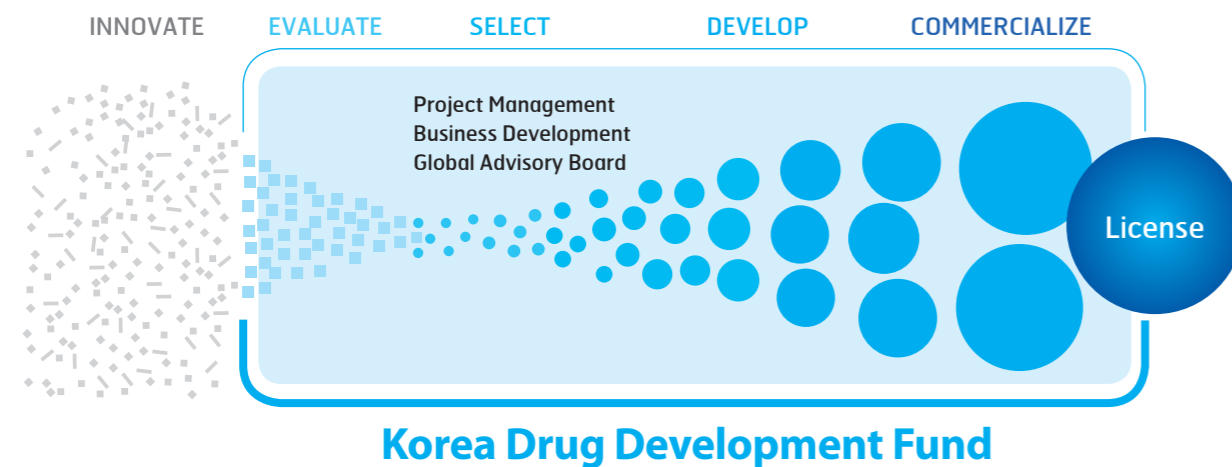 INNOVATE EVALUATE SELECT DEVELOP COMMERCIALIZE
Project Management
Business Development
Global Advisory Board
License
Korea Drug Development Fund